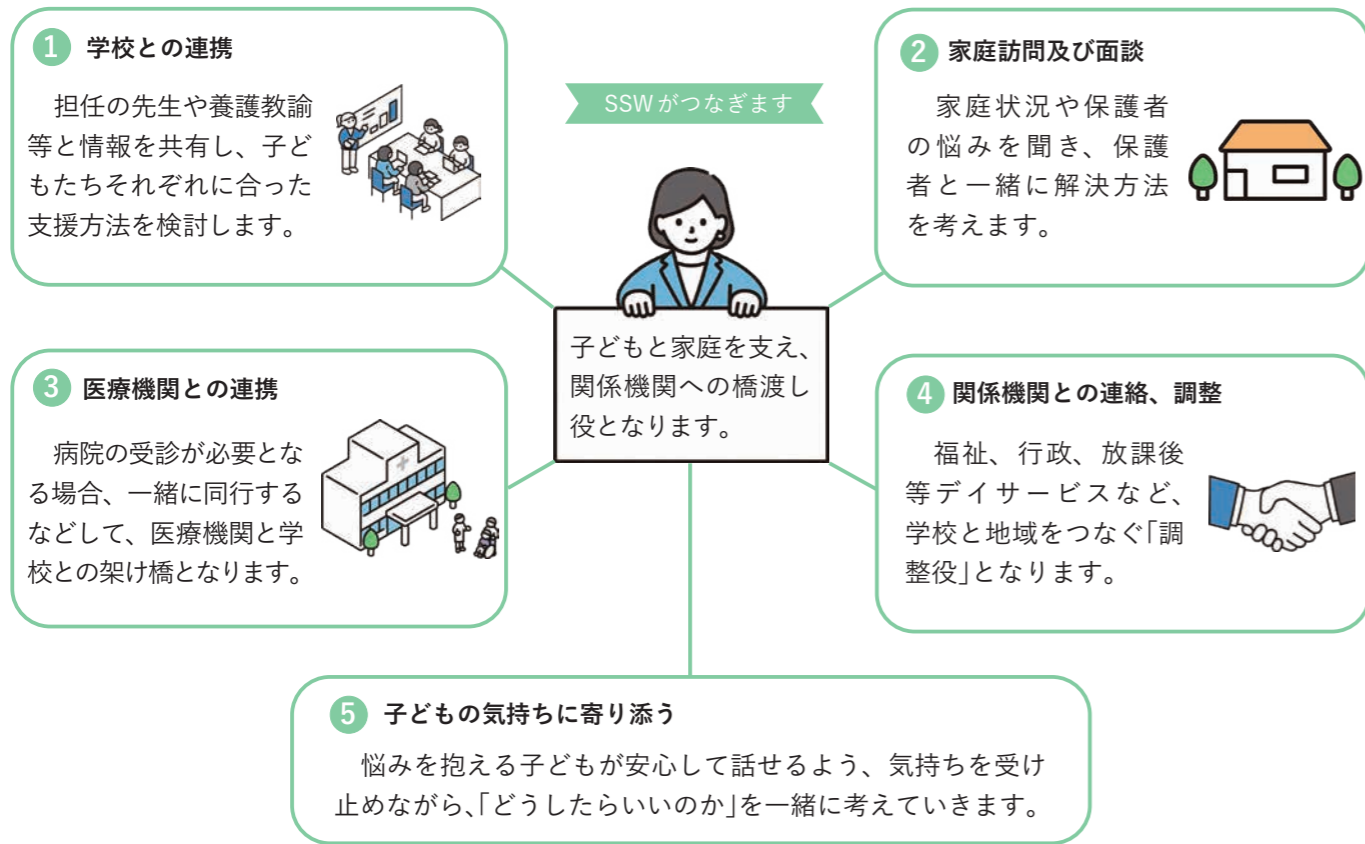 1 学校との連携
担任の先生や養護教諭
等と情報を共有し、子ど
もたちそれぞれに合った
支援方法を検討します。
SSWがつなぎます
2 家庭訪問及び面談
家庭状況や保護者
の悩みを聞き、保護
者と一緒に解決方法
を考えます。
子どもと家庭を支え、
関係機関への橋渡し
役となります。
3 医療機関との連携
病院の受診が必要とな
る場合、一緒に同行する
などして、医療機関と学
校との架け橋となります。
4 関係機関との連絡、調整
福祉、行政、放課後
等デイサービスなど、
学校と地域をつなぐ「調
整役」となります。
5 子どもの気持ちに寄り添う
悩みを抱える子どもが安心して話せるよう、気持ちを受け
止めながら、「どうしたらいいのか」を一緒に考えていきます。